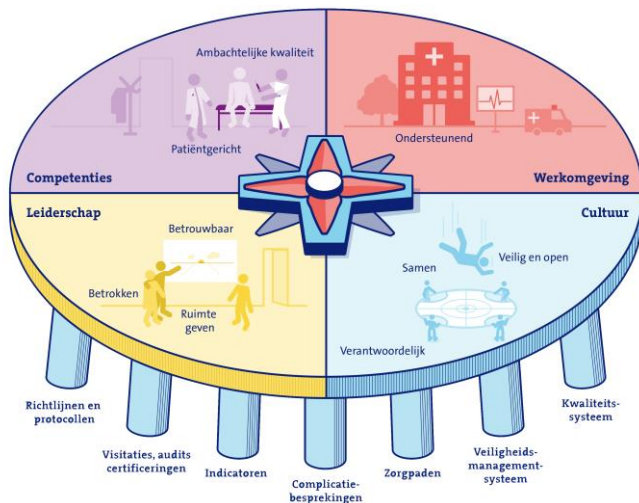 Ambachtelijke kwaliteit
Patiëntgericht
Competenties
Ondersteunend
Werkomgeving
Leiderschap
Betrouwbaar
Betrokken
Ruimte
geven
Cultuur
Veilig en open
Samen
Verantwoordelijk
Richtlijnen en
protocollen
Visitaties, audits
certificeringen
Indicatoren
Complicatie-
besprekingen
Zorgpaden
Veiligheids-
management-
systeem
Kwaliteits-
systeem